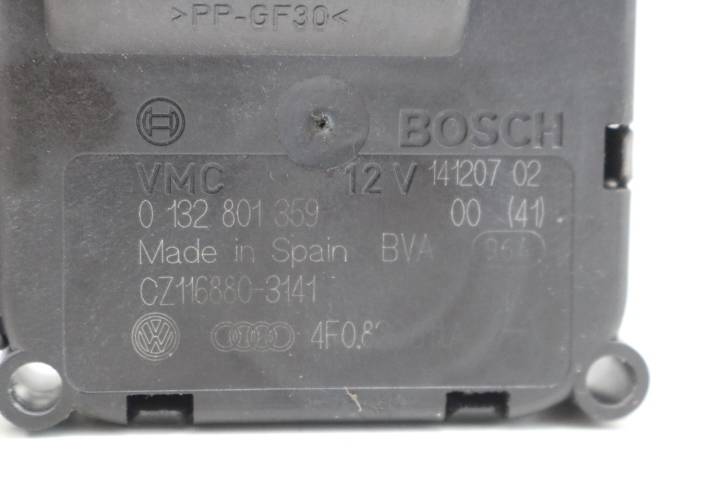 >PP-GF30<
BOSCH
VMC 12 V 141207 02
0 132 801 359 00 (41)
Made in Spain BVA
CZ116880-3141